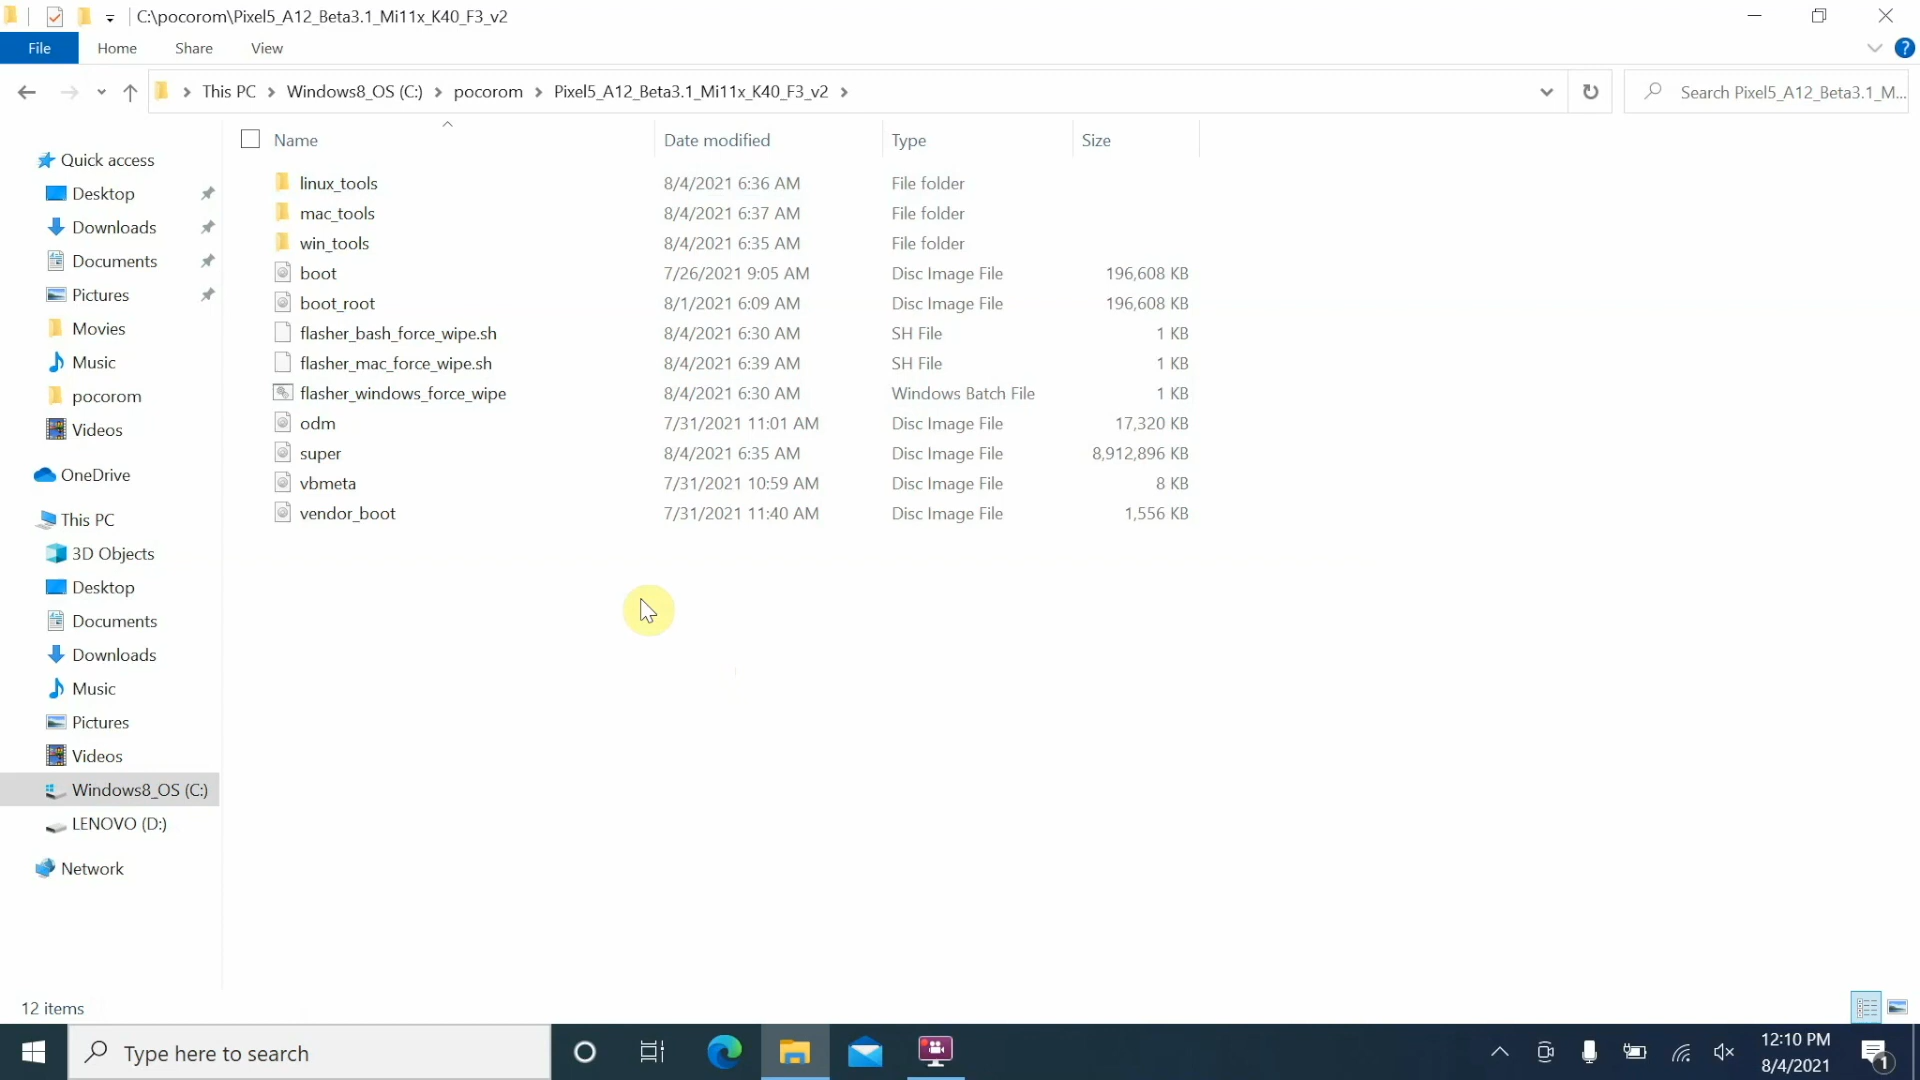 C:\pocorom\Pixel5_A12_Beta3.1_Mi11x_K40_F3_v2
File Home Share View
?
This PC Windows8_OS (C:) pocorom Pixel5_A12_Beta3.1_Mi11x_K40_F3_v2
Search Pixel5_A12_Beta3.1_M...
Name Date modified Type Size
linux_tools 8/4/2021 6:36 AM File folder
mac_tools 8/4/2021 6:37 AM File folder
win_tools 8/4/2021 6:35 AM File folder
boot 7/26/2021 9:05 AM Disc Image File 196,608 KB
boot_root 8/1/2021 6:09 AM Disc Image File 196,608 KB
flasher_bash_force_wipe.sh 8/4/2021 6:30 AM SH File 1 KB
flasher_mac_force_wipe.sh 8/4/2021 6:39 AM SH File 1 KB
flasher_windows_force_wipe 8/4/2021 6:30 AM Windows Batch File 1 KB
odm 7/31/2021 11:01 AM Disc Image File 17,320 KB
super 8/4/2021 6:35 AM Disc Image File 8,912,896 KB
vbmeta 7/31/2021 10:59 AM Disc Image File 8 KB
vendor_boot 7/31/2021 11:40 AM Disc Image File 1,556 KB
Quick access
Desktop
Downloads
Documents
Pictures
Movies
Music
pocorom
Videos
OneDrive
This PC
3D Objects
Desktop
Documents
Downloads
Music
Pictures
Videos
Windows8_OS (C:)
LENOVO (D:)
Network
12 items
Type here to search
12:10 PM
8/4/2021
1